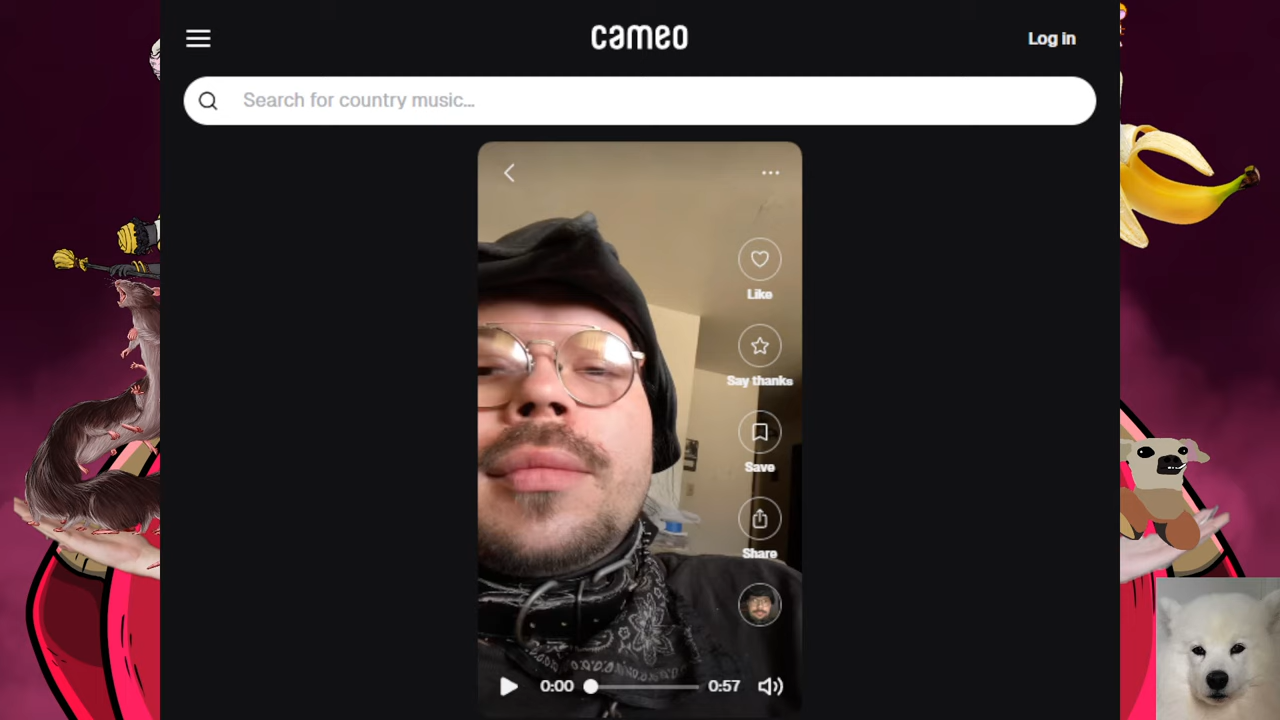 cameo
Log in
Search for country music...
Like
Say thanks
Save
Share
0:00
0:57